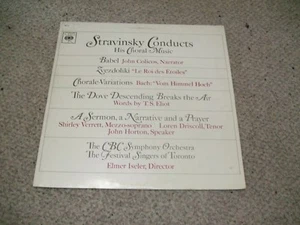 CBS
Stravinsky Conducts
His Choral Music
Babel John Colicos, Narrator
Zvezdoliki "Le Roi des Étoiles"
Chorale Variations Bach: "Vom Himmel Hoch"
The Dove Descending Breaks the Air
Words by T. S. Eliot
A Sermon, a Narrative and a Prayer
Shirley Verrett, Mezzo-soprano Loren Driscoll, Tenor
John Horton, Speaker
The CBC Symphony Orchestra
The Festival Singers of Toronto
Elmer Iseler, Director